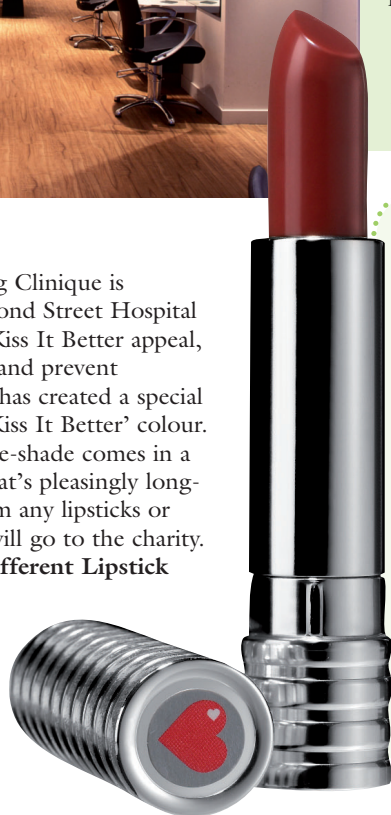 g Clinique is
ond Street Hospital
Kiss It Better appeal,
and prevent
has created a special
Kiss It Better’ colour.
e-shade comes in a
at’s pleasingly long-
m any lipsticks or
will go to the charity.
fferent Lipstick